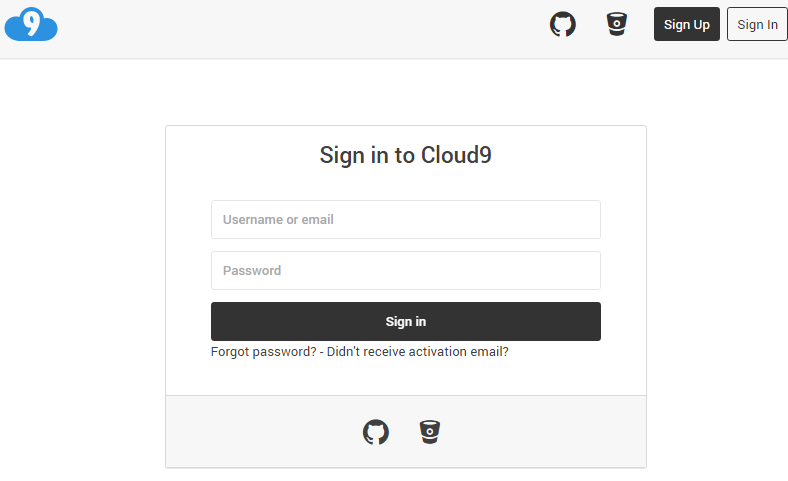 9
Sign Up
Sign In
Sign in to Cloud9
Username or email
Password
Sign in
Forgot password? - Didn't receive activation email?